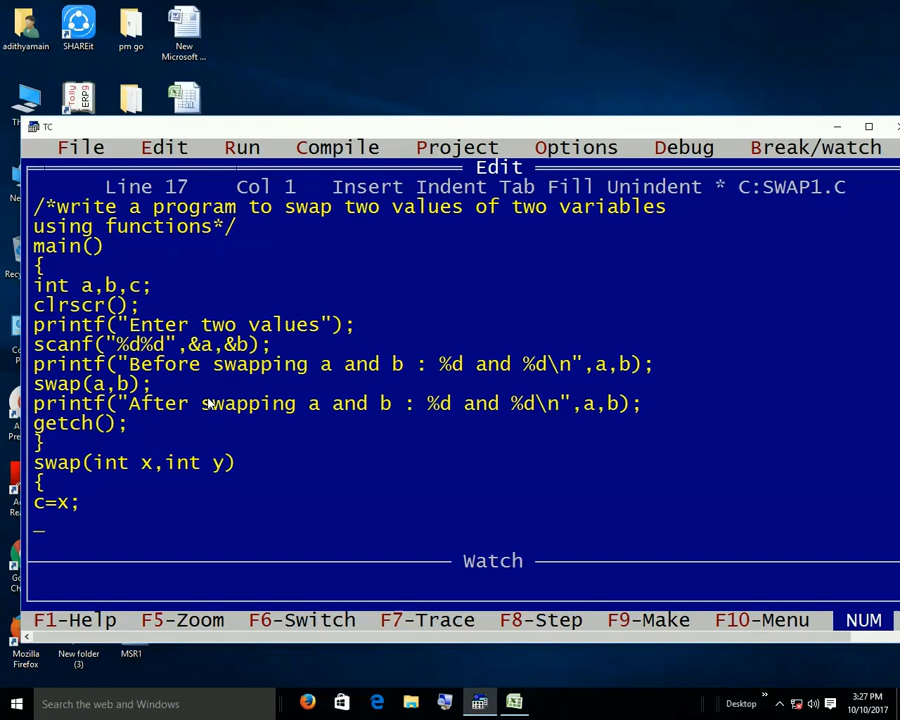 adithyamain
SHAREit
pm go
New
Microsoft ...
Tally
ERP9
TC
File Edit Run Compile Project Options Debug Break/watch
Edit
Line 17 Col 1 Insert Indent Tab Fill Unindent * C:SWAP1.C
/*write a program to swap two values of two variables
using functions*/
main()
{
int a,b,c;
clrscr();
printf("Enter two values");
scanf("%d%d",&a,&b);
printf("Before swapping a and b : %d and %d\n",a,b);
swap(a,b);
printf("After swapping a and b : %d and %d\n",a,b);
getch();
}
swap(int x,int y)
{
c=x;
_
Watch
F1-Help F5-Zoom F6-Switch F7-Trace F8-Step F9-Make F10-Menu NUM
Mozilla
Firefox
New folder
(3)
MSR1
Search the web and Windows
Desktop
3:27 PM
10/10/2017